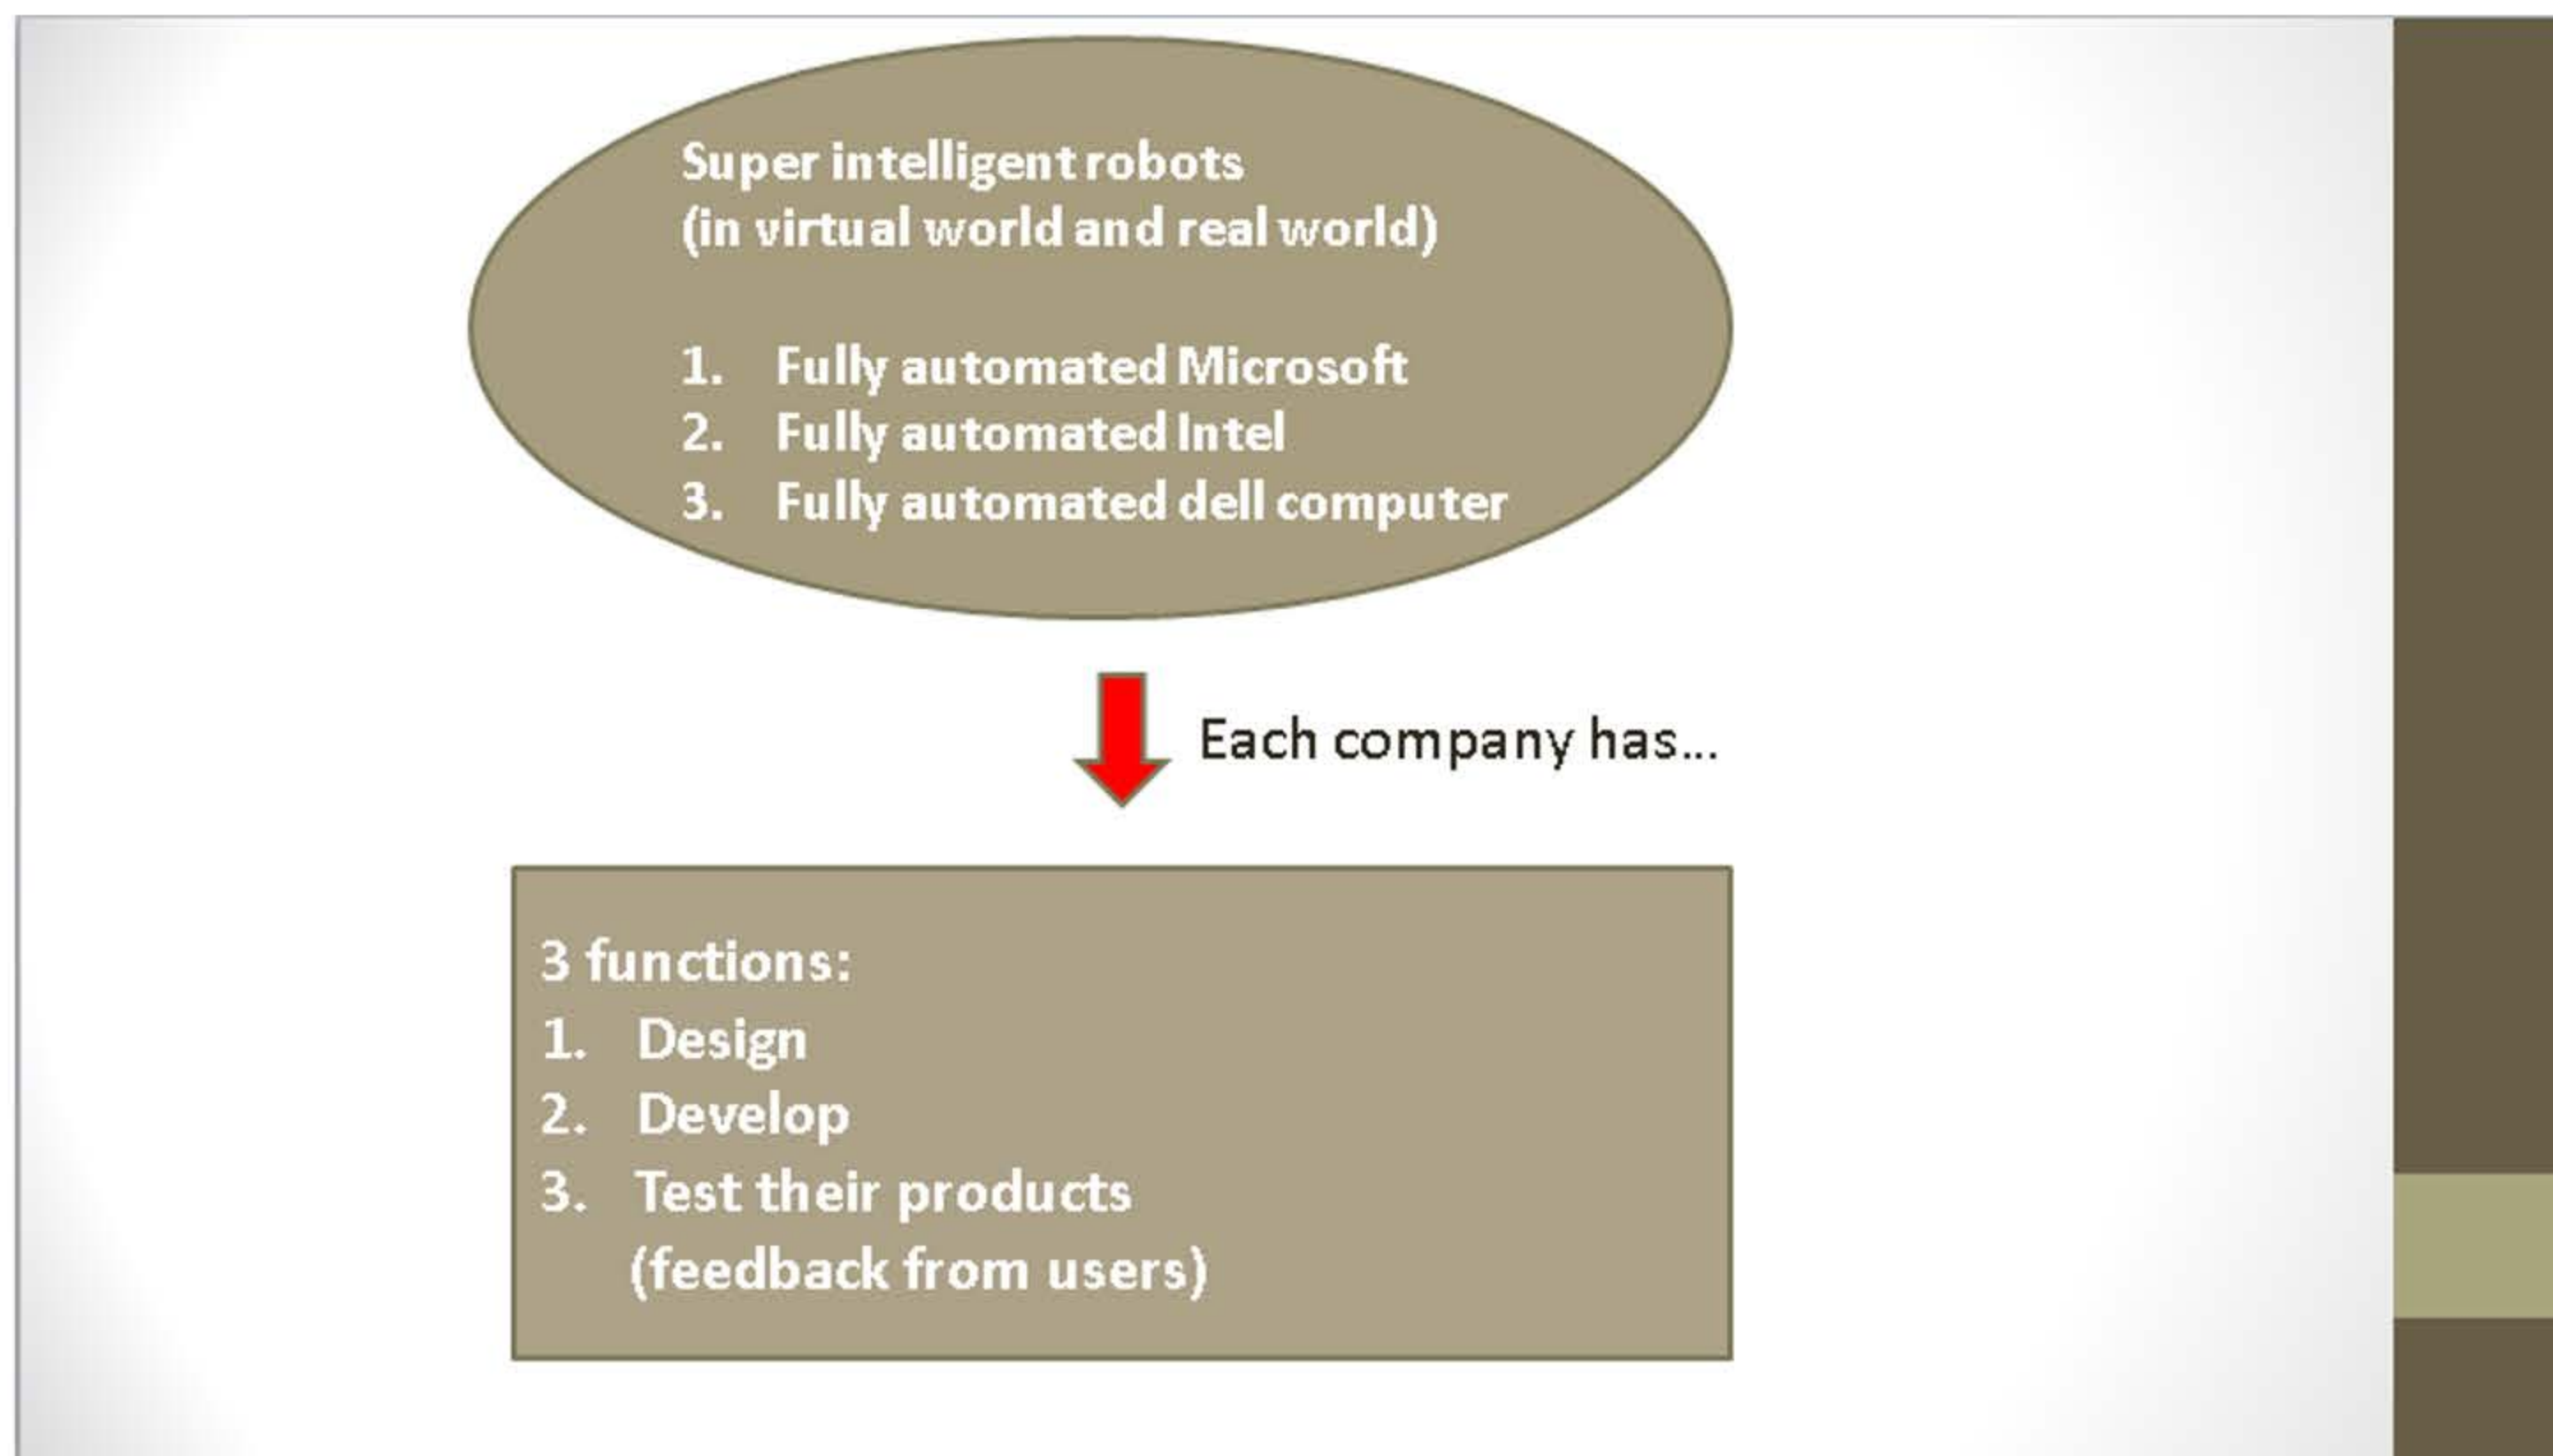 Super intelligent robots
(in virtual world and real world)
1. Fully automated Microsoft
2. Fully automated Intel
3. Fully automated dell computer
Each company has...
3 functions:
1. Design
2. Develop
3. Test their products
(feedback from users)